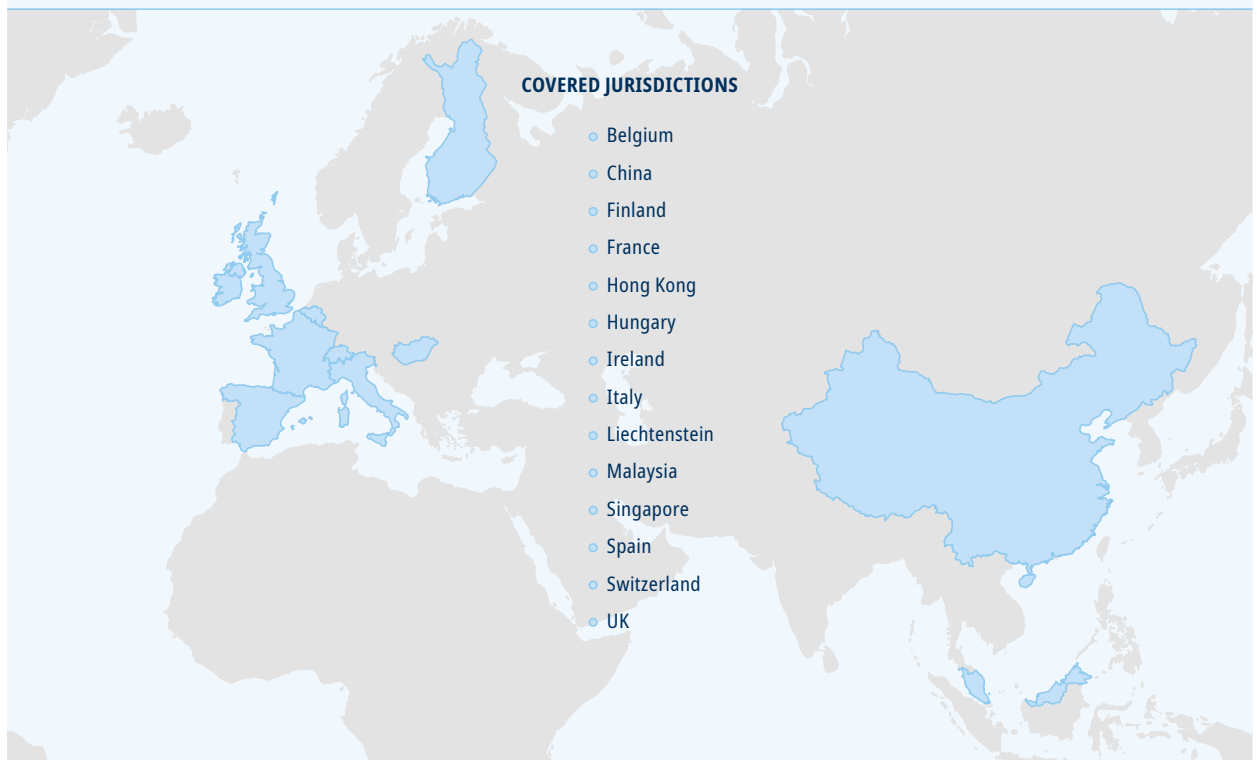 COVERED JURISDICTIONS
Belgium
China
Finland
France
Hong Kong
Hungary
Ireland
Italy
Liechtenstein
Malaysia
Singapore
Spain
Switzerland
UK